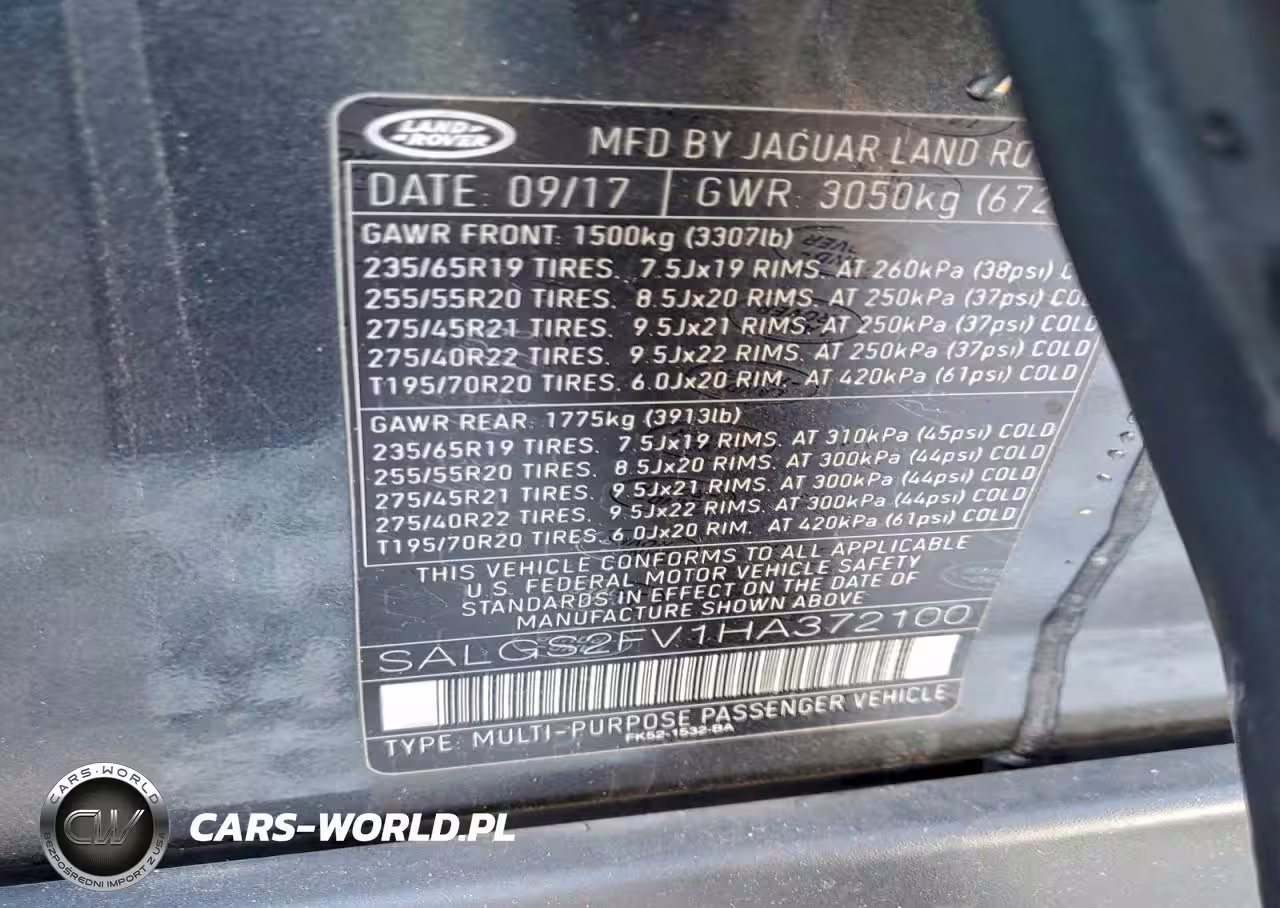 LAND ROVER
MFD BY JAGUAR LAND
DATE: 09/17 GWR: 3050kg
GAWR FRONT: 1500kg (3307lb)
235/65R19 TIRES. 7.5Jx19 RIMS. AT 260kPa (38psi)
255/55R20 TIRES. 8.5Jx20 RIMS. AT 250kPa (37psi)
275/45R21 TIRES. 9.5Jx21 RIMS. AT 250kPa (37psi) COLD
275/40R22 TIRES. 9.5Jx22 RIMS. AT 250kPa (37psi) COLD
T195/70R20 TIRES. 6.0Jx20 RIM. AT 420kPa (61psi) COLD
GAWR REAR: 1775kg (3913lb)
235/65R19 TIRES. 7.5Jx19 RIMS. AT 310kPa (45psi) COLD
255/55R20 TIRES. 8.5Jx20 RIMS. AT 300kPa (44psi) COLD
275/45R21 TIRES. 9.5Jx21 RIMS. AT 300kPa (44psi) COLD
275/40R22 TIRES. 9.5Jx22 RIMS. AT 300kPa (44psi) COLD
T195/70R20 TIRES. 6.0Jx20 RIM. AT 420kPa (61psi) COLD
THIS VEHICLE CONFORMS TO ALL APPLICABLE
U.S. FEDERAL MOTOR VEHICLE SAFETY
STANDARDS IN EFFECT ON THE DATE OF
MANUFACTURE SHOWN ABOVE
SALGS2FV1HA372100
TYPE: MULTI-PURPOSE PASSENGER VEHICLE
FK52-1532-BA
CARS-WORLD
CW
BEZPOŚREDNI IMPORT Z USA
CARS-WORLD.PL